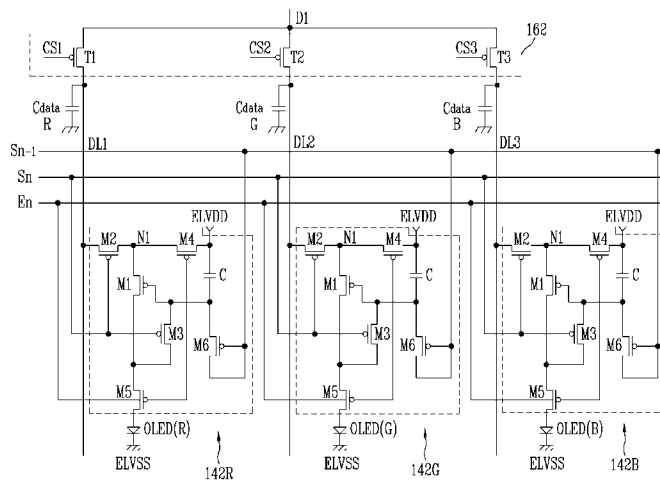 D1
CS1 T1 CS2 T2 CS3 T3 162
Cdata R Cdata G Cdata B
DL1 DL2 DL3
Sn-1
Sn
En
ELVDD ELVDD ELVDD
M2 N1 M4 M2 N1 M4 M2 N1 M4
C C C
M1 M1 M1
M3 M3 M3
M6 M6 M6
M5 M5 M5
OLED(R) OLED(G) OLED(B)
ELVSS 142R ELVSS 142G ELVSS 142B